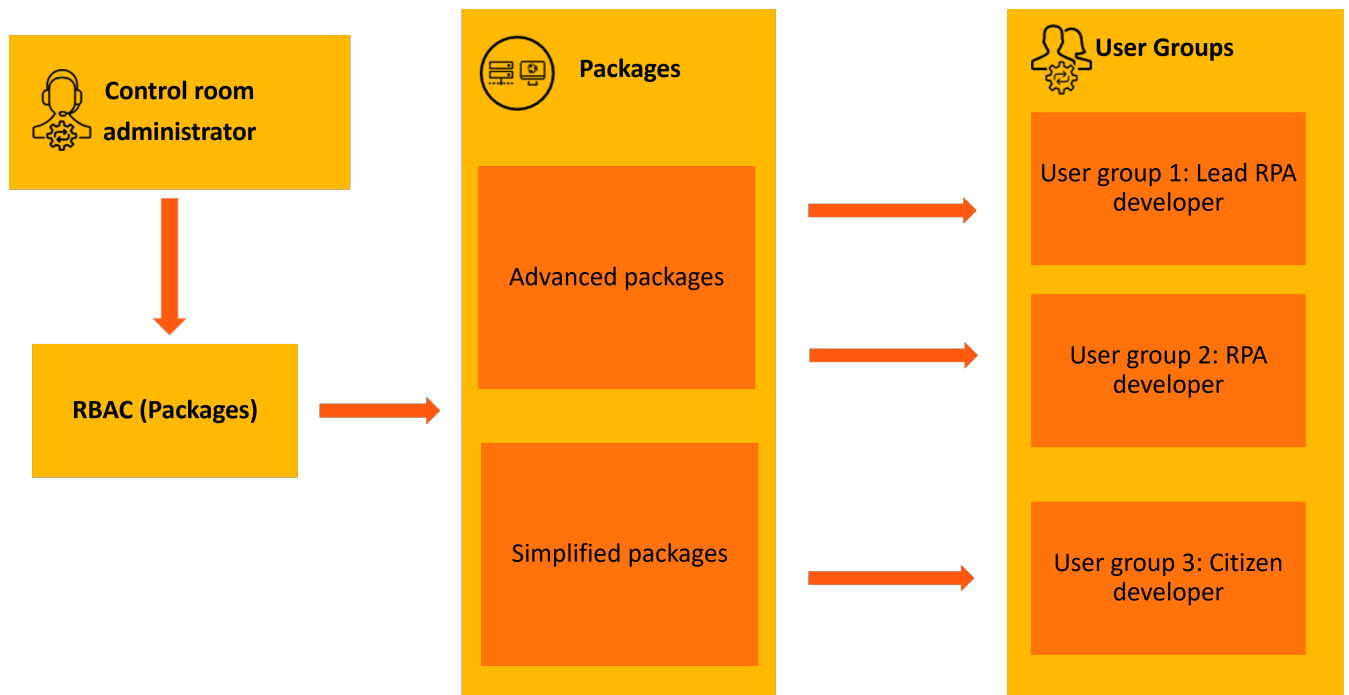 Control room
administrator
RBAC (Packages)
Packages
Advanced packages
Simplified packages
User Groups
User group 1: Lead RPA
developer
User group 2: RPA
developer
User group 3: Citizen
developer